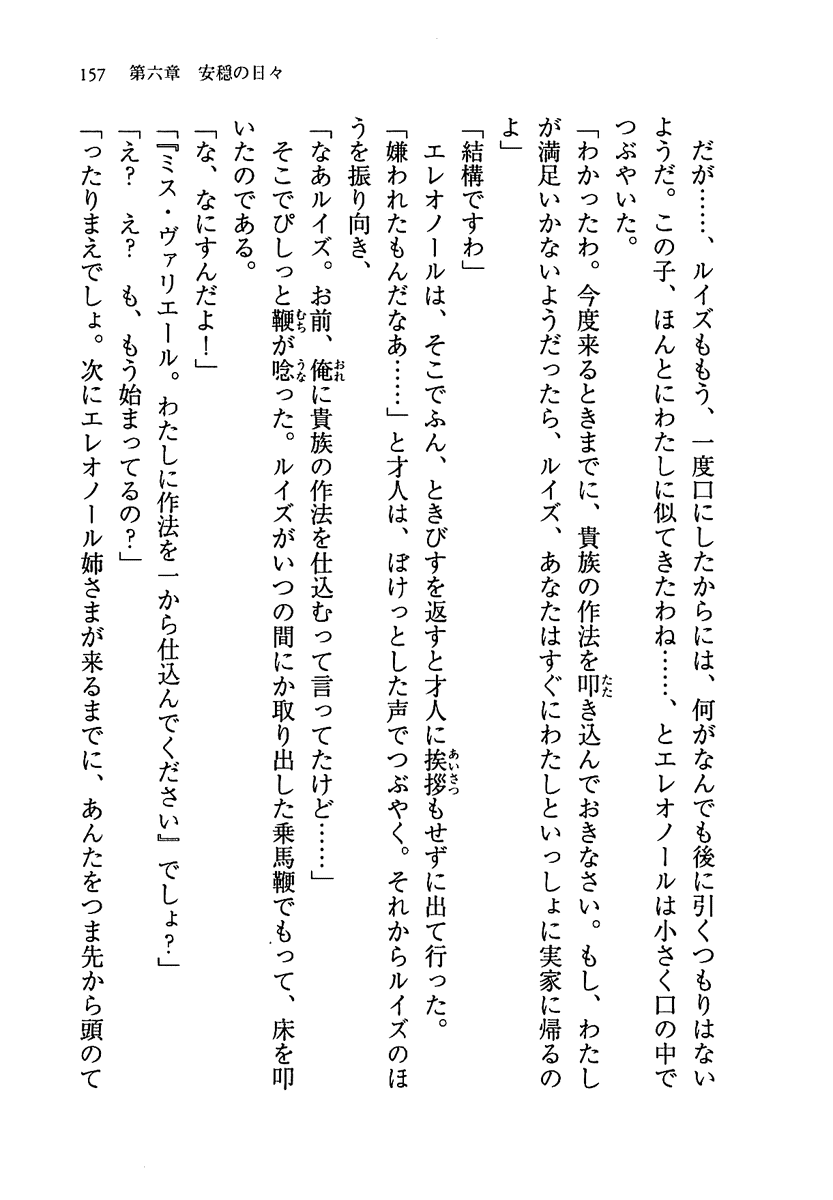 157　第六章　安穏の日々
　だが……、ルイズももう、一度口にしたからには、何がなんでも後に引くつもりはない
ようだ。この子、ほんとにわたしに似てきたわね……、とエレオノールは小さく口の中で
つぶやいた。
「わかったわ。今度来るときまでに、貴族の作法を叩き込んでおきなさい。もし、わたし
が満足いかないようだったら、ルイズ、あなたはすぐにわたしといっしょに実家に帰るの
よ」
「結構ですわ」
　エレオノールは、そこでふん、ときびすを返すと才人に挨拶もせずに出て行った。
「嫌われたもんだなあ……」と才人は、ぼけっとした声でつぶやく。それからルイズのほ
うを振り向き、
「なあルイズ。お前、俺に貴族の作法を仕込むって言ってたけど……」
　そこでぴしっと鞭が唸った。ルイズがいつの間にか取り出した乗馬鞭でもって、床を叩
いたのである。
「な、なにすんだよ！」
「『ミス・ヴァリエール。わたしに作法を一から仕込んでください』でしょ？」
「え？　え？　も、もう始まってるの？」
「ったりまえでしょ。次にエレオノール姉さまが来るまでに、あんたをつま先から頭のて